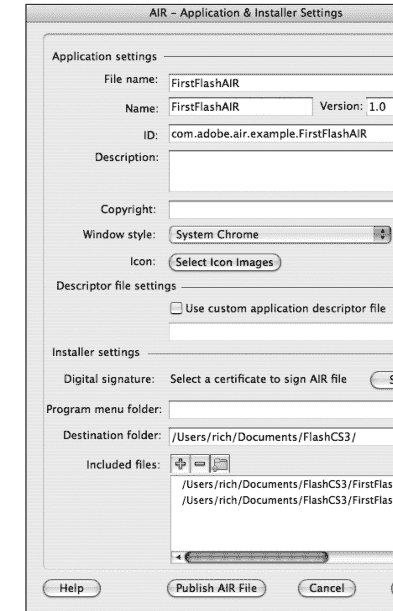 AIR – Application & Installer Settings
Application settings
File name: FirstFlashAIR
Name: FirstFlashAIR Version: 1.0
ID: com.adobe.air.example.FirstFlashAIR
Description:
Copyright:
Window style: System Chrome
Icon: Select Icon Images
Descriptor file settings
Use custom application descriptor file
Installer settings
Digital signature: Select a certificate to sign AIR file
Program menu folder:
Destination folder: /Users/rich/Documents/FlashCS3/
Included files:
/Users/rich/Documents/FlashCS3/FirstFlas
/Users/rich/Documents/FlashCS3/FirstFlas
Help Publish AIR File Cancel